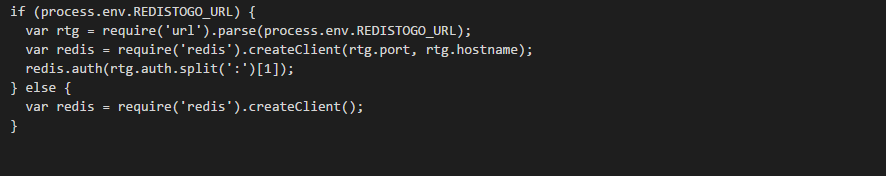 if (process.env.REDISTOGO_URL) {
  var rtg = require('url').parse(process.env.REDISTOGO_URL);
  var redis = require('redis').createClient(rtg.port, rtg.hostname);
  redis.auth(rtg.auth.split(':')[1]);
} else {
  var redis = require('redis').createClient();
}